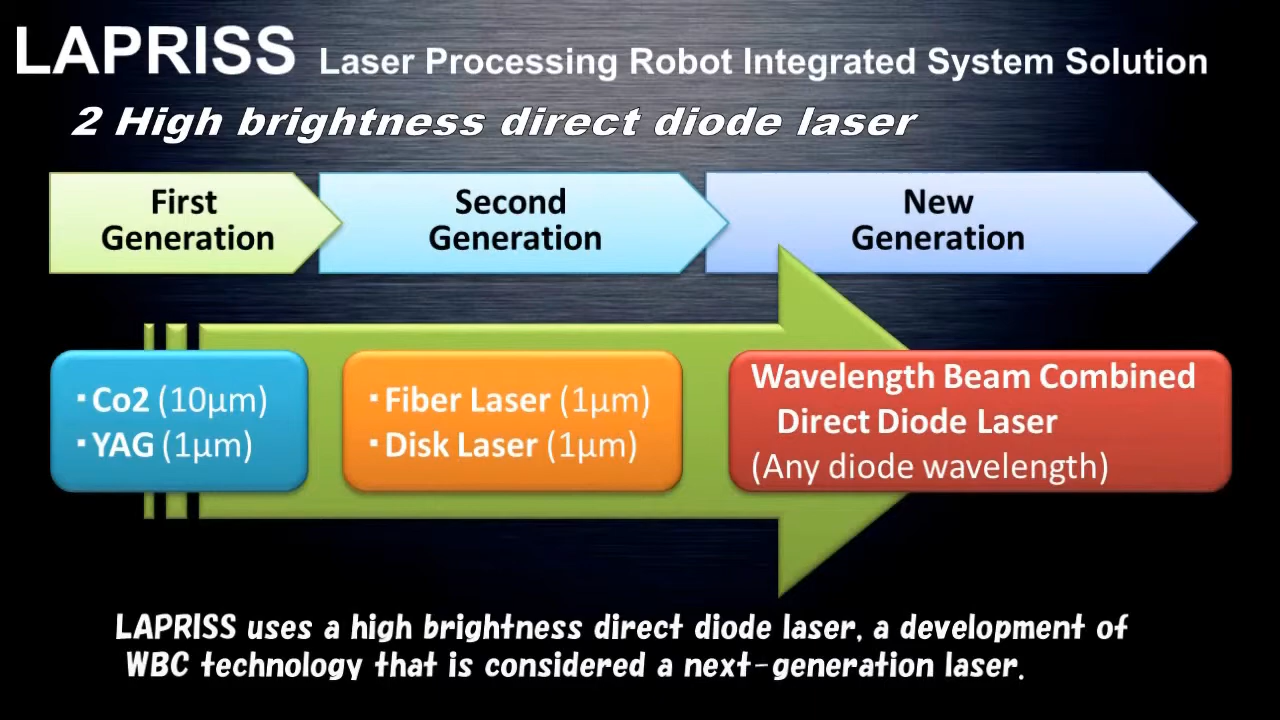 LAPRISS Laser Processing Robot Integrated System Solution
2 High brightness direct diode laser
First
Generation
Second
Generation
New
Generation
・Co2 (10μm)
・YAG (1μm)
・Fiber Laser (1μm)
・Disk Laser (1μm)
Wavelength Beam Combined
Direct Diode Laser
(Any diode wavelength)
LAPRISS uses a high brightness direct diode laser, a development of
WBC technology that is considered a next-generation laser.